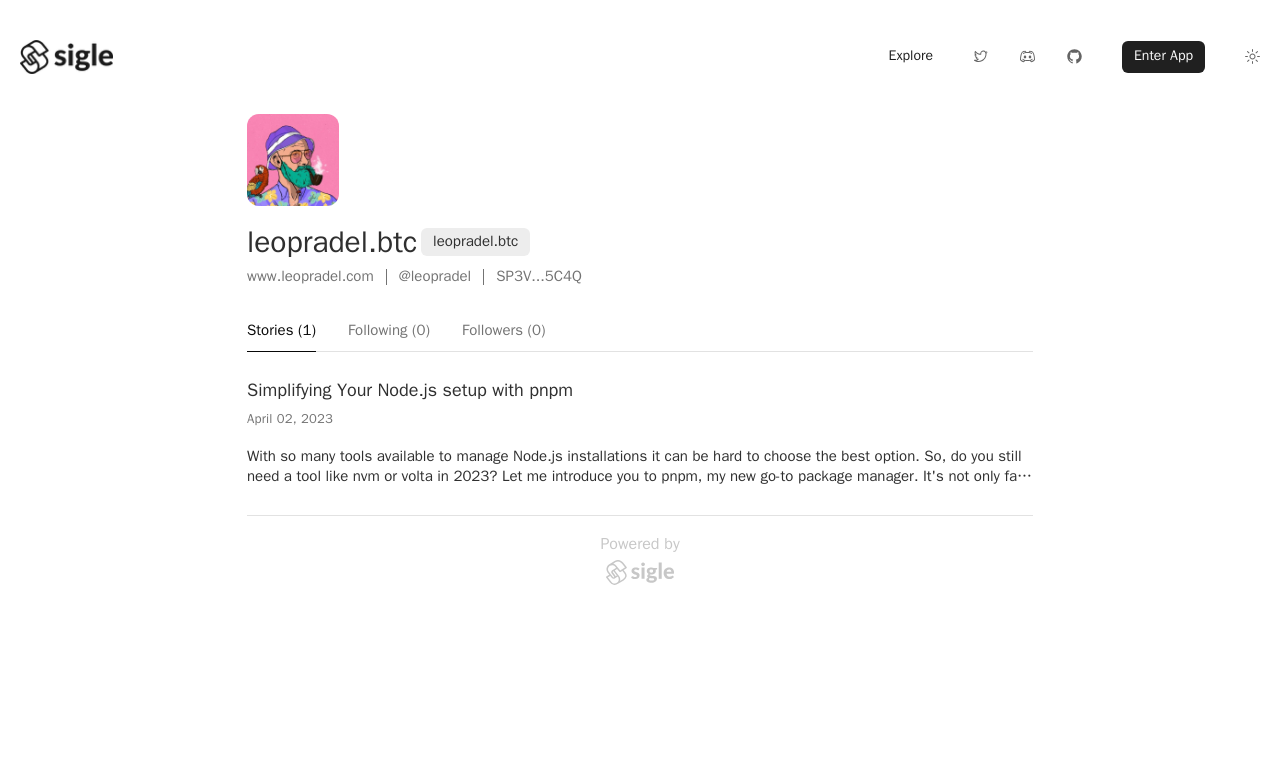 sigle
Explore
Enter App
leopradel.btc leopradel.btc
www.leopradel.com | @leopradel | SP3V...5C4Q
Stories (1) Following (0) Followers (0)
Simplifying Your Node.js setup with pnpm
April 02, 2023
With so many tools available to manage Node.js installations it can be hard to choose the best option. So, do you still
need a tool like nvm or volta in 2023? Let me introduce you to pnpm, my new go-to package manager. It's not only fa…
Powered by
sigle